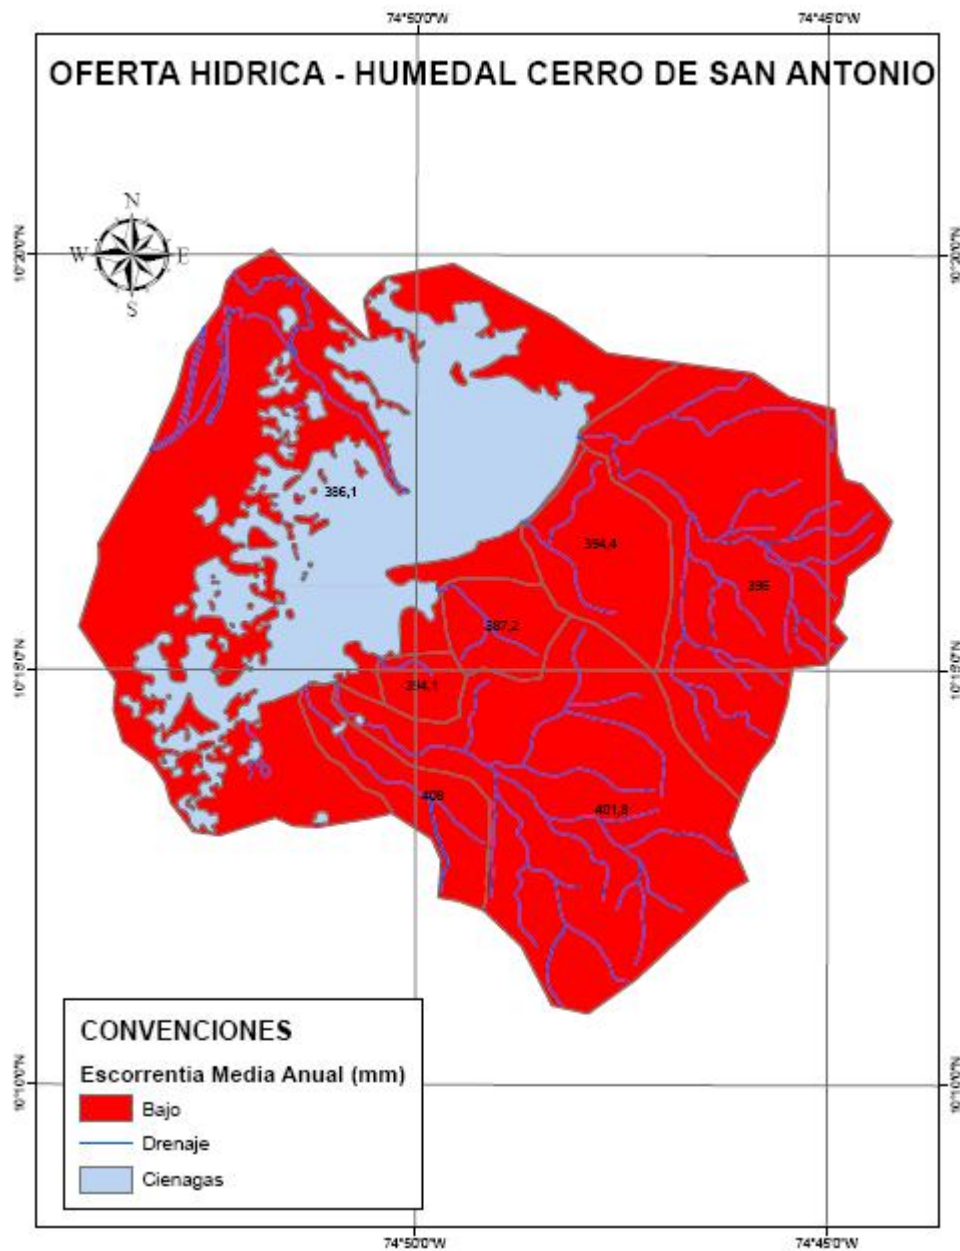 74°50'0"W
74°45'0"W
OFERTA HIDRICA - HUMEDAL CERRO DE SAN ANTONIO
N
W
E
S
10°20'0"N
10°20'0"N
386,1
394,4
396
387,2
10°15'0"N
394,1
10°15'0"N
408
401,8
CONVENCIONES
Escorrentia Media Anual (mm)
Bajo
Drenaje
Cienagas
10°10'0"N
10°10'0"N
74°50'0"W
74°45'0"W